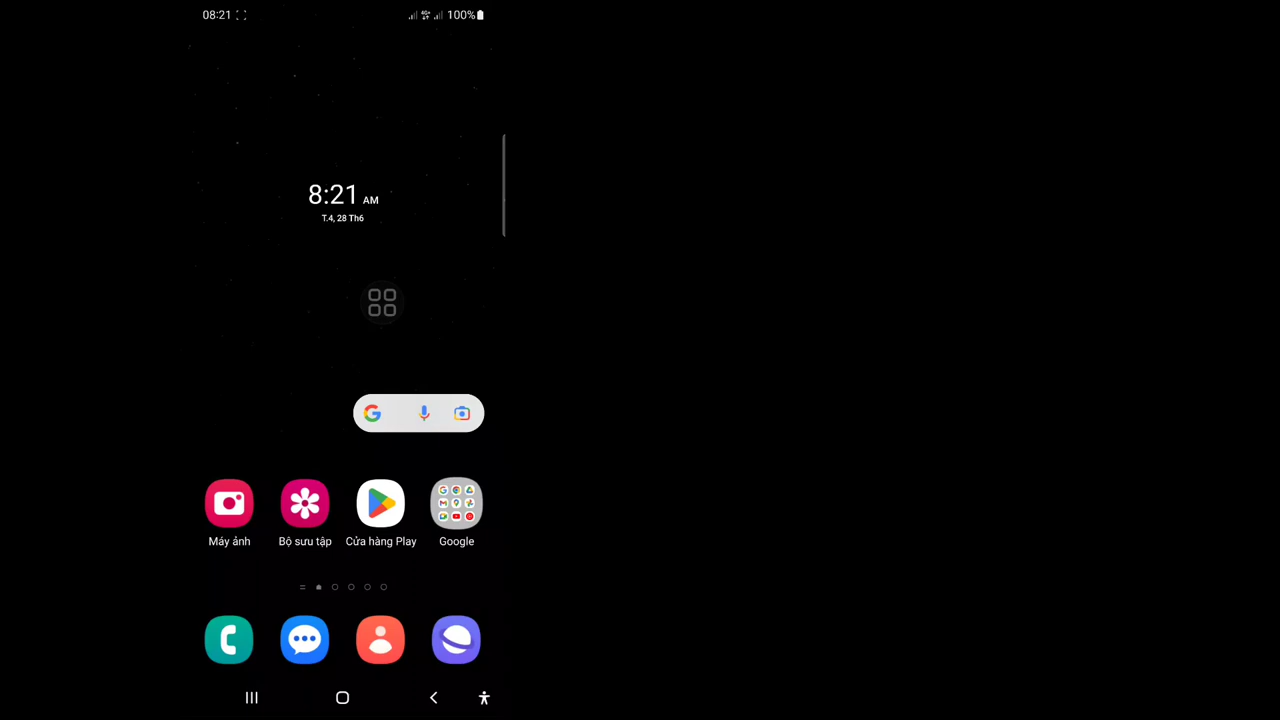 08:21
100%
8:21 AM
T.4, 28 Th6
Máy ảnh
Bộ sưu tập
Cửa hàng Play
Google